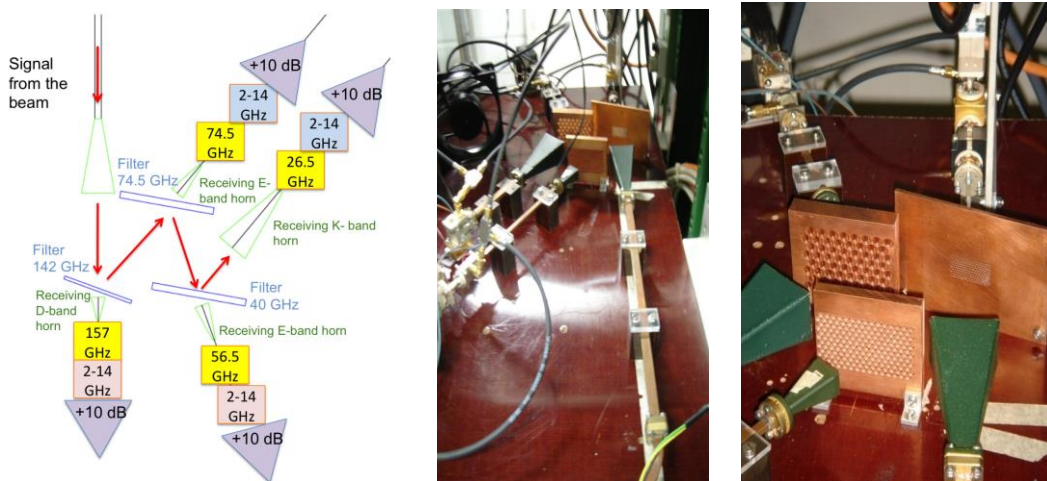 Signal
from the
beam
+10 dB
+10 dB
2-14
GHz
2-14
GHz
74.5
GHz
26.5
GHz
Filter
74.5 GHz
Receiving E-
band horn
Receiving K- band
horn
Filter
142 GHz
Filter
40 GHz
Receiving
D-band
horn
Receiving E-band horn
157
GHz
56.5
GHz
2-14
GHz
2-14
GHz
+10 dB
+10 dB